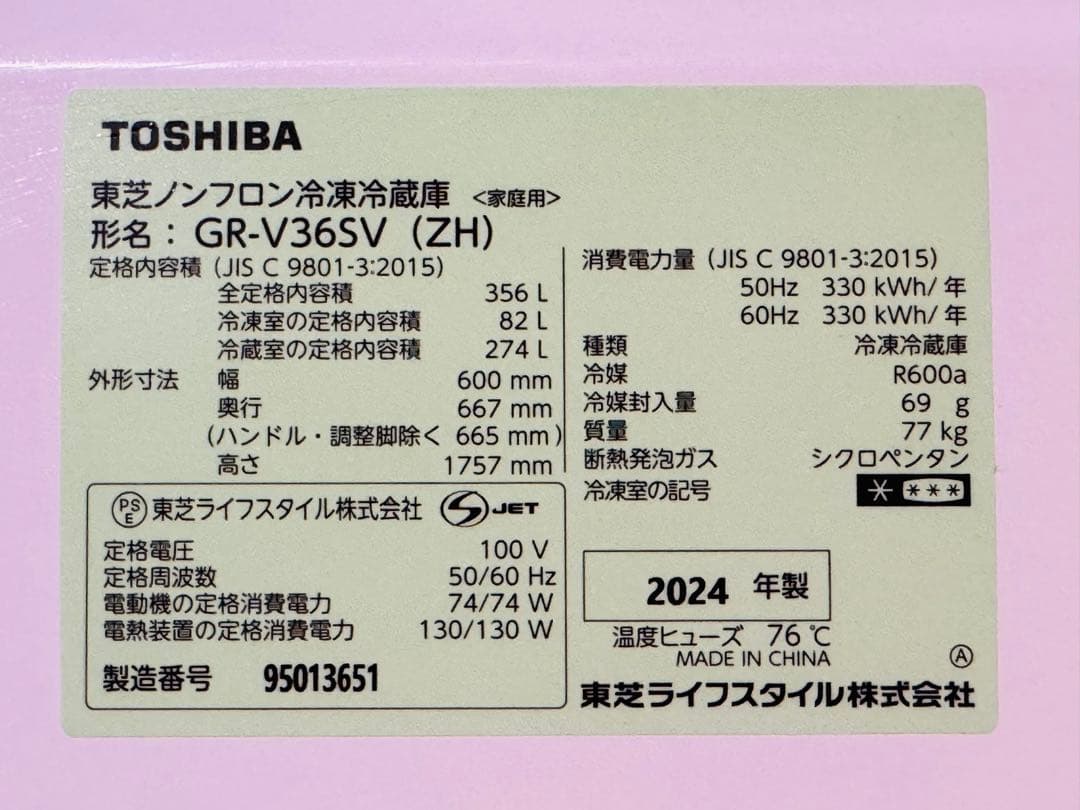 TOSHIBA
東芝ノンフロン冷凍冷蔵庫 <家庭用>
形名: GR-V36SV (ZH)
定格内容積 (JIS C 9801-3:2015)
全定格内容積 356 L
冷凍室の定格内容積 82 L
冷蔵室の定格内容積 274 L
外形寸法 幅 600 mm
奥行 667 mm
(ハンドル・調整脚除く 665 mm)
高さ 1757 mm
PS
E 東芝ライフスタイル株式会社 S JET
定格電圧 100 V
定格周波数 50/60 Hz
電動機の定格消費電力 74/74 W
電熱装置の定格消費電力 130/130 W
製造番号 95013651
消費電力量 (JIS C 9801-3:2015)
50Hz 330 kWh/年
60Hz 330 kWh/年
種類 冷凍冷蔵庫
冷媒 R600a
冷媒封入量 69 g
質量 77 kg
断熱発泡ガス シクロペンタン
冷凍室の記号 * ***
2024 年製
温度ヒューズ 76℃
MADE IN CHINA A
東芝ライフスタイル株式会社